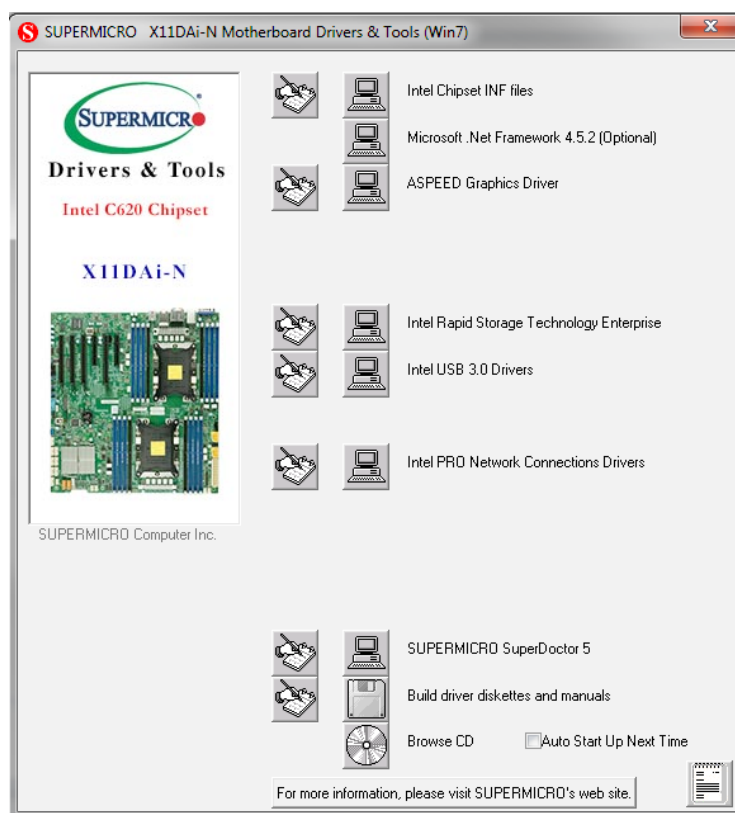 SUPERMICRO X11DAi-N Motherboard Drivers & Tools (Win7)
SUPERMICRO
Drivers & Tools
Intel C620 Chipset
X11DAi-N
SUPERMICRO Computer Inc.
Intel Chipset INF files
Microsoft .Net Framework 4.5.2 (Optional)
ASPEED Graphics Driver
Intel Rapid Storage Technology Enterprise
Intel USB 3.0 Drivers
Intel PRO Network Connections Drivers
SUPERMICRO SuperDoctor 5
Build driver diskettes and manuals
Browse CD Auto Start Up Next Time
For more information, please visit SUPERMICRO's web site.